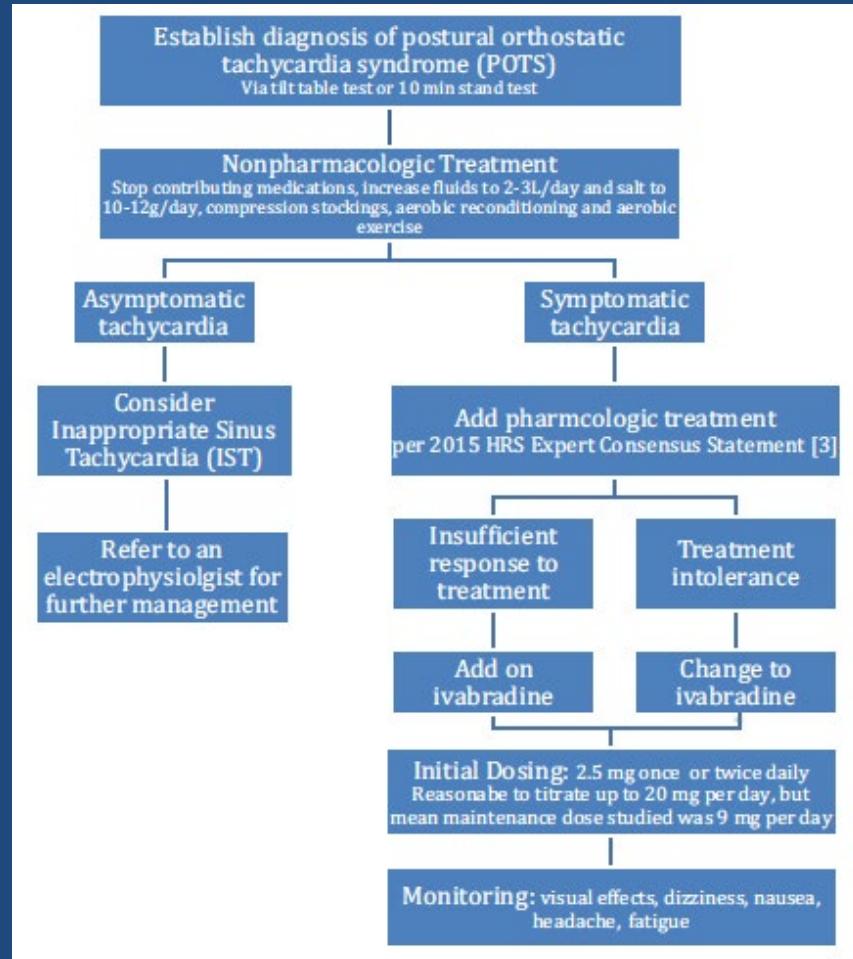 Establish diagnosis of postural orthostatic
tachycardia syndrome (POTS)
Via tilt table test or 10 min stand test
Nonpharmacologic Treatment
Stop contributing medications, increase fluids to 2-3L/day and salt to
10-12g/day, compression stockings, aerobic reconditioning and aerobic
exercise
Asymptomatic
tachycardia
Consider
Inappropriate Sinus
Tachycardia (IST)
Refer to an
electrophysiolgist for
further management
Symptomatic
tachycardia
Add pharmcologic treatment
per 2015 HRS Expert Consensus Statement [3]
Insufficient
response to
treatment
Add on
ivabradine
Treatment
intolerance
Change to
ivabradine
Initial Dosing: 2.5 mg once or twice daily
Reasonabe to titrate up to 20 mg per day, but
mean maintenance dose studied was 9 mg per day
Monitoring: visual effects, dizziness, nausea,
headache, fatigue